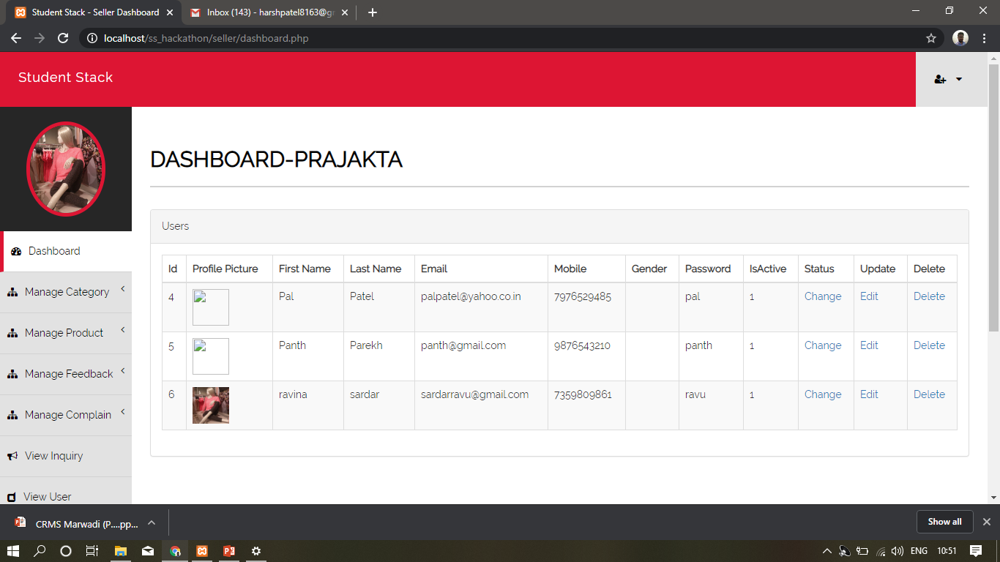 Student Stack - Seller Dashboard
Inbox (143) - harshpatel8163@gr
localhost/ss_hackathon/seller/dashboard.php
Student Stack
DASHBOARD-PRAJAKTA
Dashboard
Manage Category
Manage Product
Manage Feedback
Manage Complain
View Inquiry
View User
Users
Id Profile Picture First Name Last Name Email Mobile Gender Password IsActive Status Update Delete
4 Pal Patel palpatel@yahoo.co.in 7976529485 pal 1 Change Edit Delete
5 Panth Parekh panth@gmail.com 9876543210 panth 1 Change Edit Delete
6 ravina sardar sardarravu@gmail.com 7359809861 ravu 1 Change Edit Delete
CRMS Marwadi (P....pp...
Show all
ENG 10:51